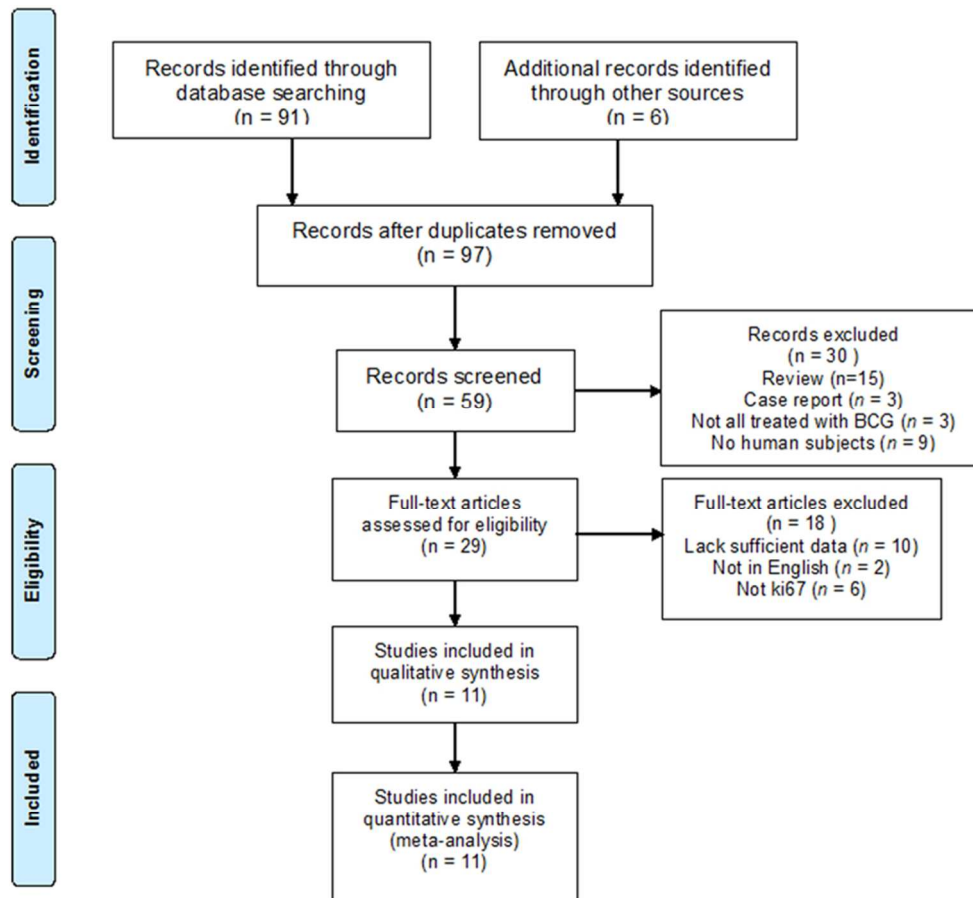 Identification
Records identified through
database searching
(n = 91)
Additional records identified
through other sources
(n = 6)
Records after duplicates removed
(n = 97)
Screening
Records screened
(n = 59)
Records excluded
(n = 30 )
Review (n=15)
Case report (n = 3)
Not all treated with BCG (n = 3)
No human subjects (n = 9)
Eligibility
Full-text articles
assessed for eligibility
(n = 29)
Full-text articles excluded
(n = 18 )
Lack sufficient data (n = 10)
Not in English (n = 2)
Not ki67 (n = 6)
Studies included in
qualitative synthesis
(n = 11)
Included
Studies included in
quantitative synthesis
(meta-analysis)
(n = 11)